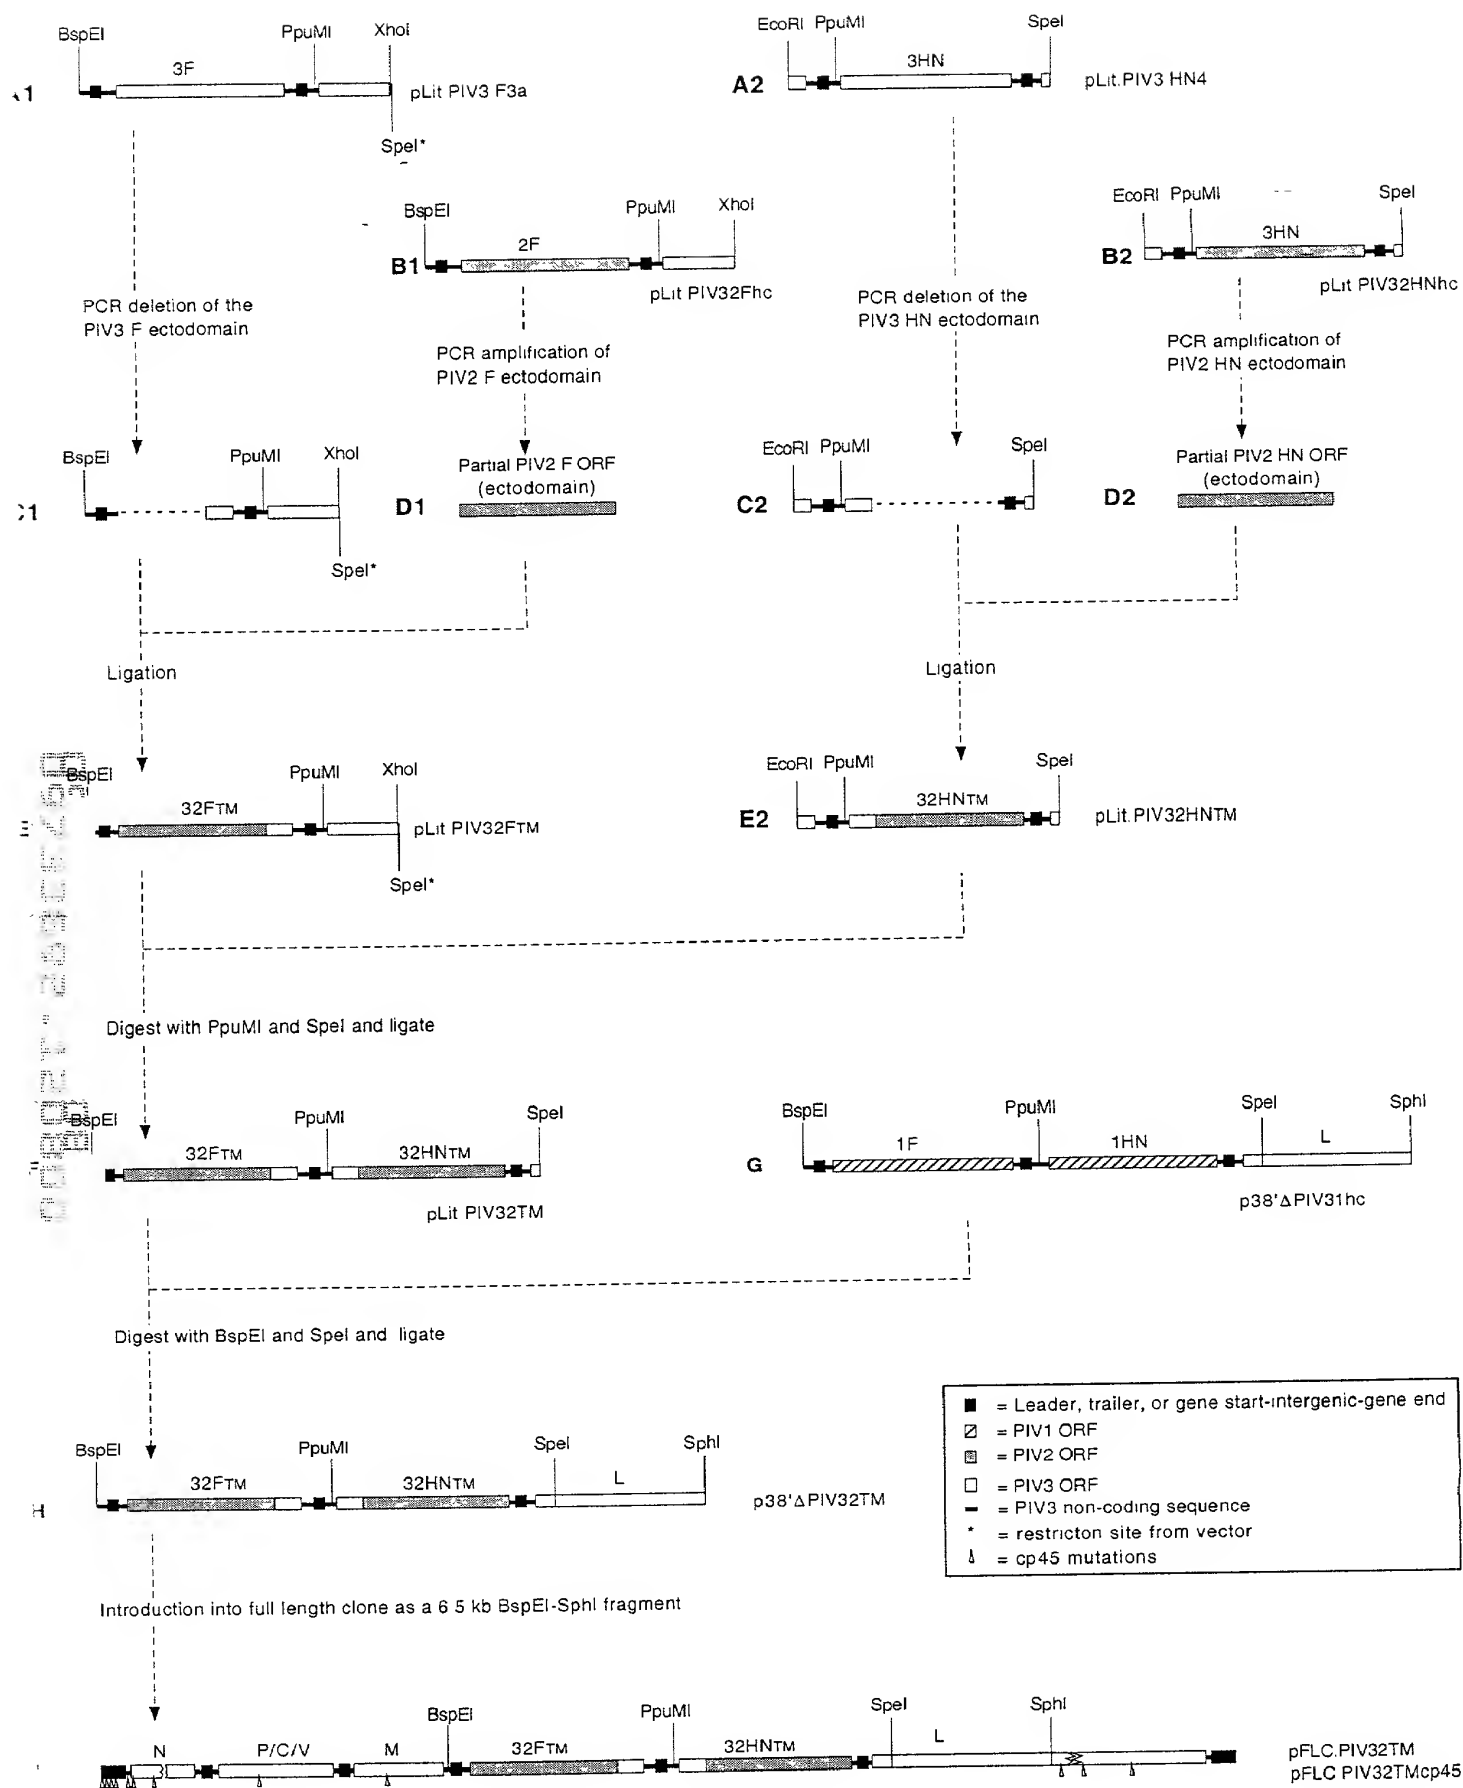 BspEI PpuMI XhoI
3F
pLit PIV3 F3a
SpeI*
EcoRI PpuMI SpeI
3HN
A2
pLit.PIV3 HN4
BspEI PpuMI XhoI
2F
B1
pLit PIV32Fhc
EcoRI PpuMI SpeI
3HN
B2
pLit PIV32HNhc
PCR deletion of the
PIV3 F ectodomain
PCR amplification of
PIV2 F ectodomain
PCR deletion of the
PIV3 HN ectodomain
PCR amplification of
PIV2 HN ectodomain
BspEI PpuMI XhoI
SpeI*
Partial PIV2 F ORF
(ectodomain)
D1
EcoRI PpuMI SpeI
C2
Partial PIV2 HN ORF
(ectodomain)
D2
Ligation
Ligation
BspEI PpuMI XhoI
32FTM
pLit PIV32FTM
SpeI*
EcoRI PpuMI SpeI
32HNTM
E2
pLit.PIV32HNTM
Digest with PpuMI and SpeI and ligate
BspEI PpuMI SpeI
32FTM 32HNTM
pLit PIV32TM
BspEI PpuMI SpeI SphI
1F 1HN L
G
p38'ΔPIV31hc
Digest with BspEI and SpeI and ligate
BspEI PpuMI SpeI SphI
32FTM 32HNTM L
H
p38'ΔPIV32TM
= Leader, trailer, or gene start-intergenic-gene end
= PIV1 ORF
= PIV2 ORF
= PIV3 ORF
= PIV3 non-coding sequence
* = restricton site from vector
= cp45 mutations
Introduction into full length clone as a 6 5 kb BspEI-SphI fragment
BspEI PpuMI SpeI SphI
N P/C/V M 32FTM 32HNTM L
pFLC.PIV32TM
pFLC PIV32TMcp45